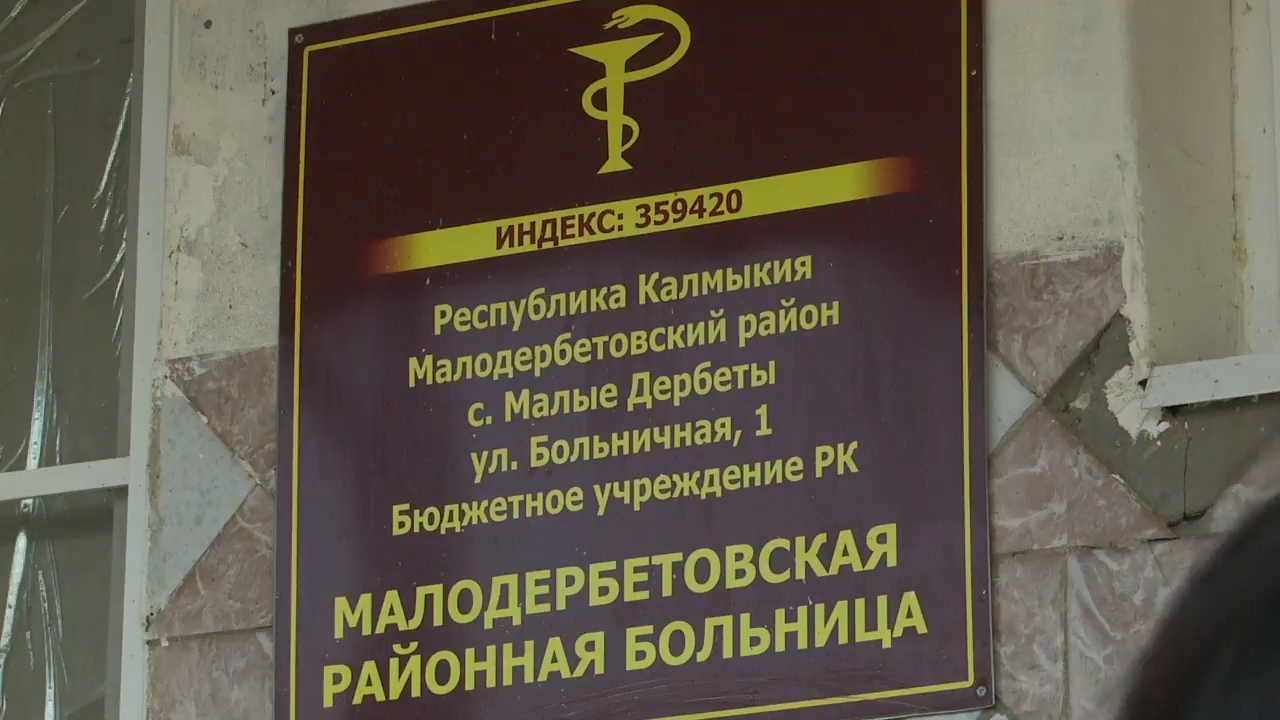 ИНДЕКС: 359420
Республика Калмыкия
Малодербетовский район
с. Малые Дербеты
ул. Больничная, 1
Бюджетное учреждение РК
МАЛОДЕРБЕТОВСКАЯ
РАЙОННАЯ БОЛЬНИЦА